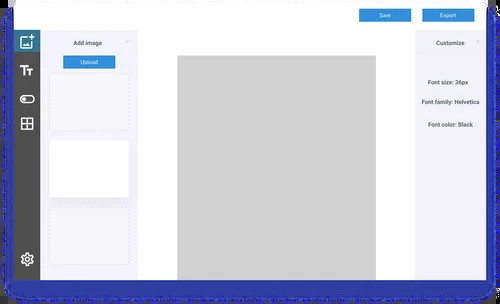 Save
Export
Add image
Customize
Upload
Font size: 36px
Font family: Helvetica
Font color: Black